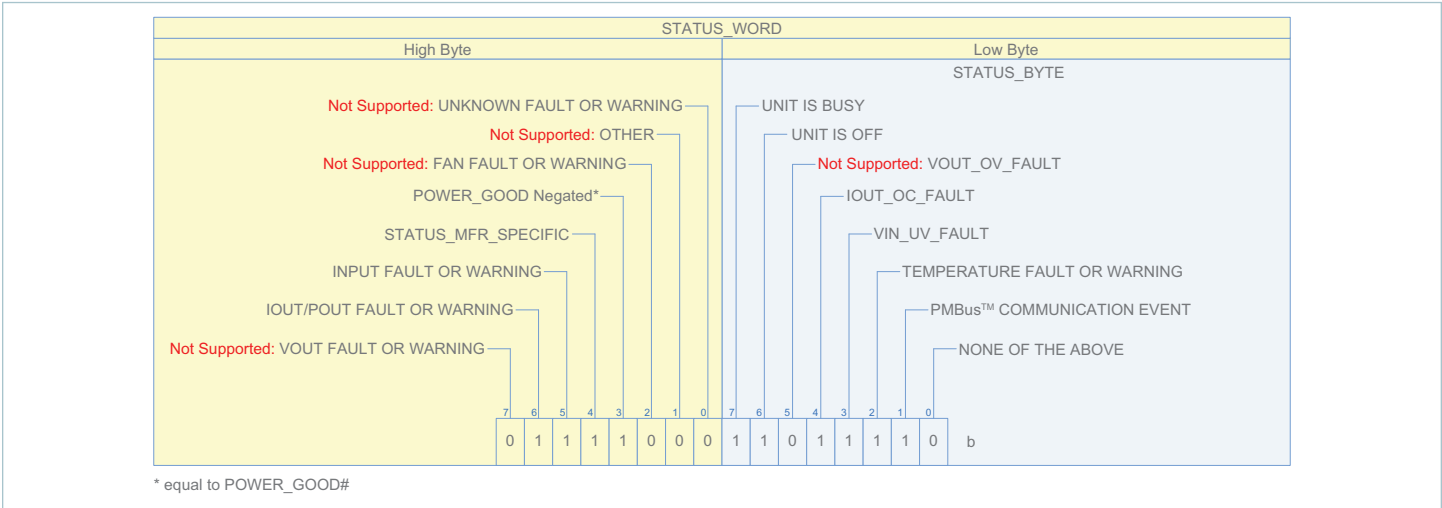 STATUS_WORD
High Byte Low Byte
STATUS_BYTE
Not Supported: UNKNOWN FAULT OR WARNING UNIT IS BUSY
Not Supported: OTHER UNIT IS OFF
Not Supported: FAN FAULT OR WARNING Not Supported: VOUT_OV_FAULT
POWER_GOOD Negated* IOUT_OC_FAULT
STATUS_MFR_SPECIFIC VIN_UV_FAULT
INPUT FAULT OR WARNING TEMPERATURE FAULT OR WARNING
IOUT/POUT FAULT OR WARNING PMBus™ COMMUNICATION EVENT
Not Supported: VOUT FAULT OR WARNING NONE OF THE ABOVE
7 6 5 4 3 2 1 0 7 6 5 4 3 2 1 0
0 1 1 1 1 0 0 0 1 1 0 1 1 1 1 0 b
* equal to POWER_GOOD#